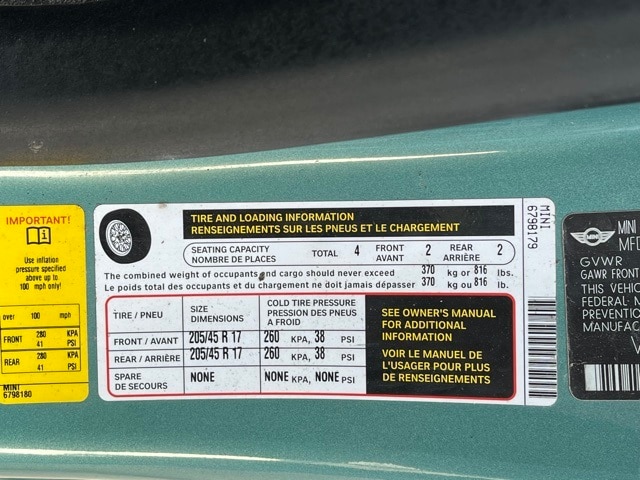 IMPORTANT!
Use inflation
pressure specified
above up to
100 mph only!
over 100 mph
FRONT 280 KPA
41 PSI
REAR 280 KPA
41 PSI
MINI
6798180
TIRE AND LOADING INFORMATION
RENSEIGNEMENTS SUR LES PNEUS ET LE CHARGEMENT
SEATING CAPACITY
NOMBRE DE PLACES
TOTAL 4
FRONT
AVANT 2
REAR
ARRIÈRE 2
The combined weight of occupants and cargo should never exceed 370 kg or 816 lbs.
Le poids total des occupants et du chargement ne doit jamais dépasser 370 kg ou 816 lb.
TIRE / PNEU
SIZE
DIMENSIONS
COLD TIRE PRESSURE
PRESSION DES PNEUS
A FROID
FRONT / AVANT 205/45 R 17 260 KPA, 38 PSI
REAR / ARRIÈRE 205/45 R 17 260 KPA, 38 PSI
SPARE
DE SECOURS
NONE NONE KPA, NONE PSI
SEE OWNER'S MANUAL
FOR ADDITIONAL
INFORMATION
VOIR LE MANUEL DE
L'USAGER POUR PLUS
DE RENSEIGNEMENTS
MINI
6798179
MINI
MINI
MFD
GVWR
GAWR FRONT
THIS VEHIC
FEDERAL
PREVENTIO
MANUFAC
V